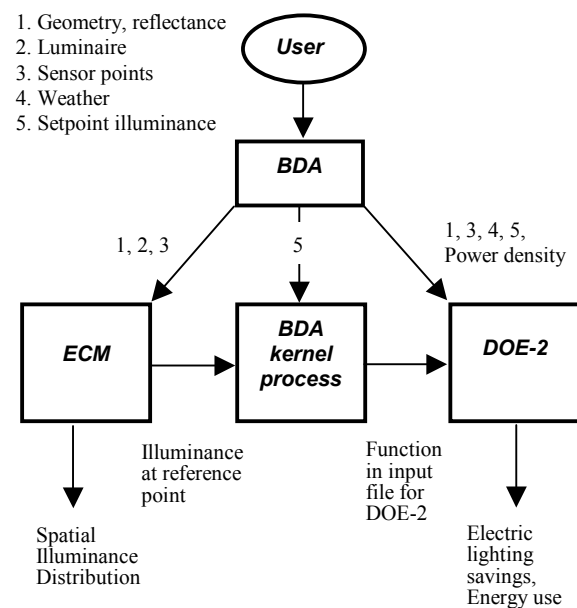 1. Geometry, reflectance
2. Luminaire
3. Sensor points
4. Weather
5. Setpoint illuminance
User
BDA
1, 2, 3
5
1, 3, 4, 5,
Power density
ECM
BDA
kernel
process
DOE-2
Illuminance
at reference
point
Function
in input
file for
DOE-2
Spatial
Illuminance
Distribution
Electric
lighting
savings,
Energy use